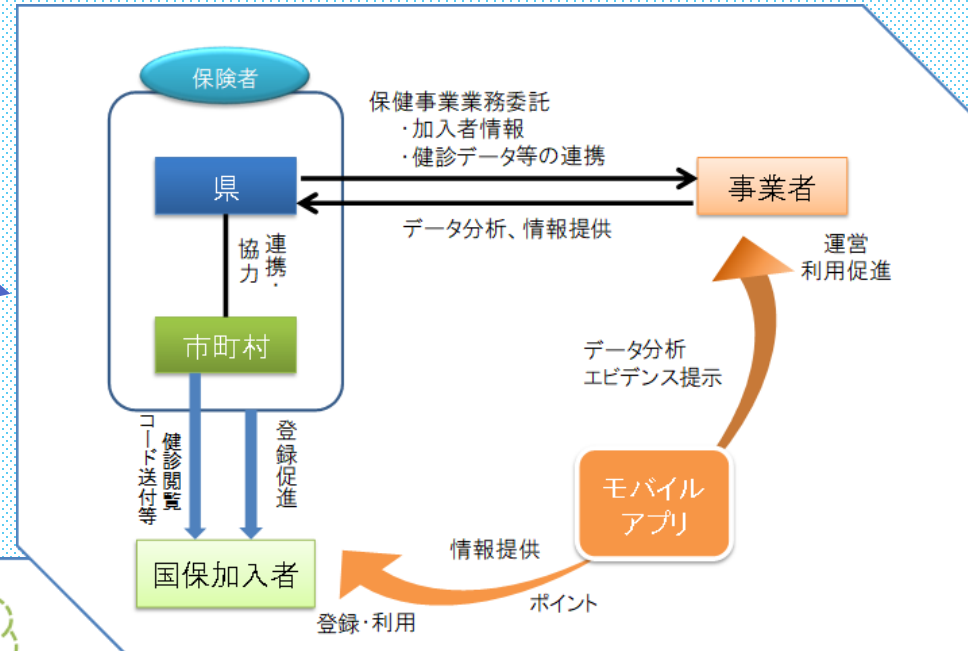 保険者
保健事業業務委託
・加入者情報
・健診データ等の連携
県
事業者
データ分析、情報提供
連携・
協力
運営
利用促進
市町村
データ分析
エビデンス提示
健診閲覧
コード送付等
登録促進
モバイル
アプリ
情報提供
国保加入者
ポイント
登録・利用